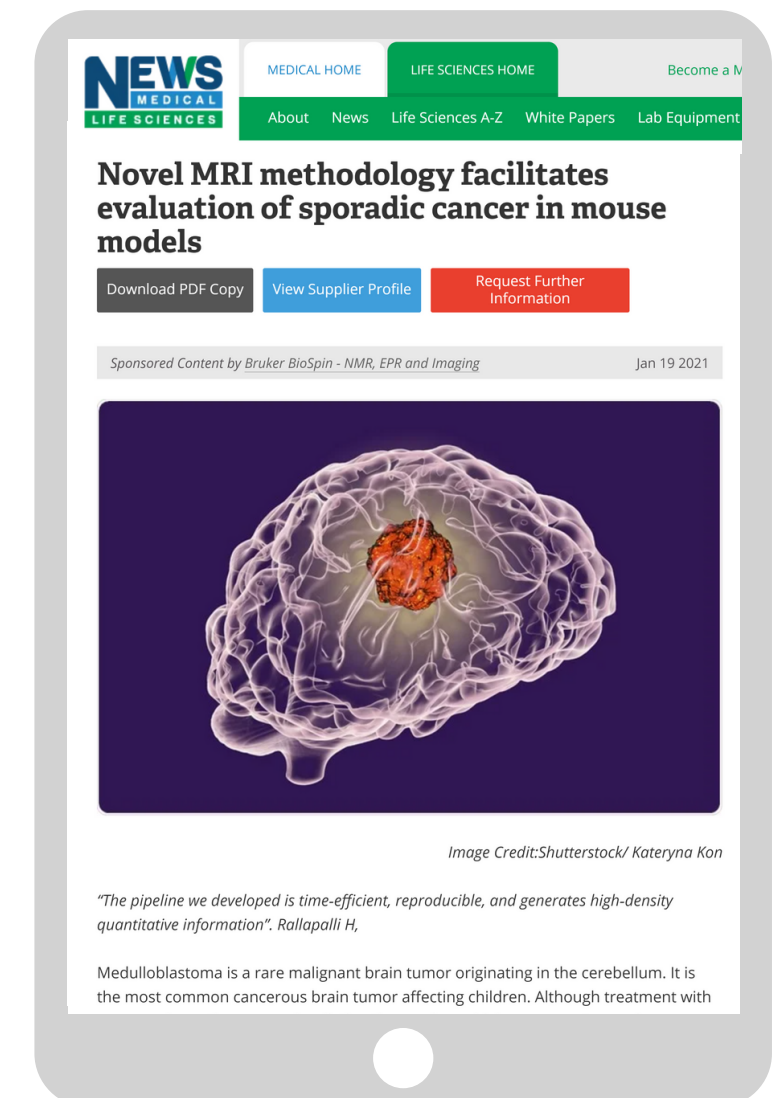 NEWS
MEDICAL
LIFE SCIENCES
MEDICAL HOME
LIFE SCIENCES HOME
Become a M
About News Life Sciences A-Z White Papers Lab Equipment
Novel MRI methodology facilitates
evaluation of sporadic cancer in mouse
models
Download PDF Copy
View Supplier Profile
Request Further
Information
Sponsored Content by Bruker BioSpin - NMR, EPR and Imaging
Jan 19 2021
Image Credit:Shutterstock/ Kateryna Kon
“The pipeline we developed is time-efficient, reproducible, and generates high-density
quantitative information”. Rallapalli H,
Medulloblastoma is a rare malignant brain tumor originating in the cerebellum. It is
the most common cancerous brain tumor affecting children. Although treatment with